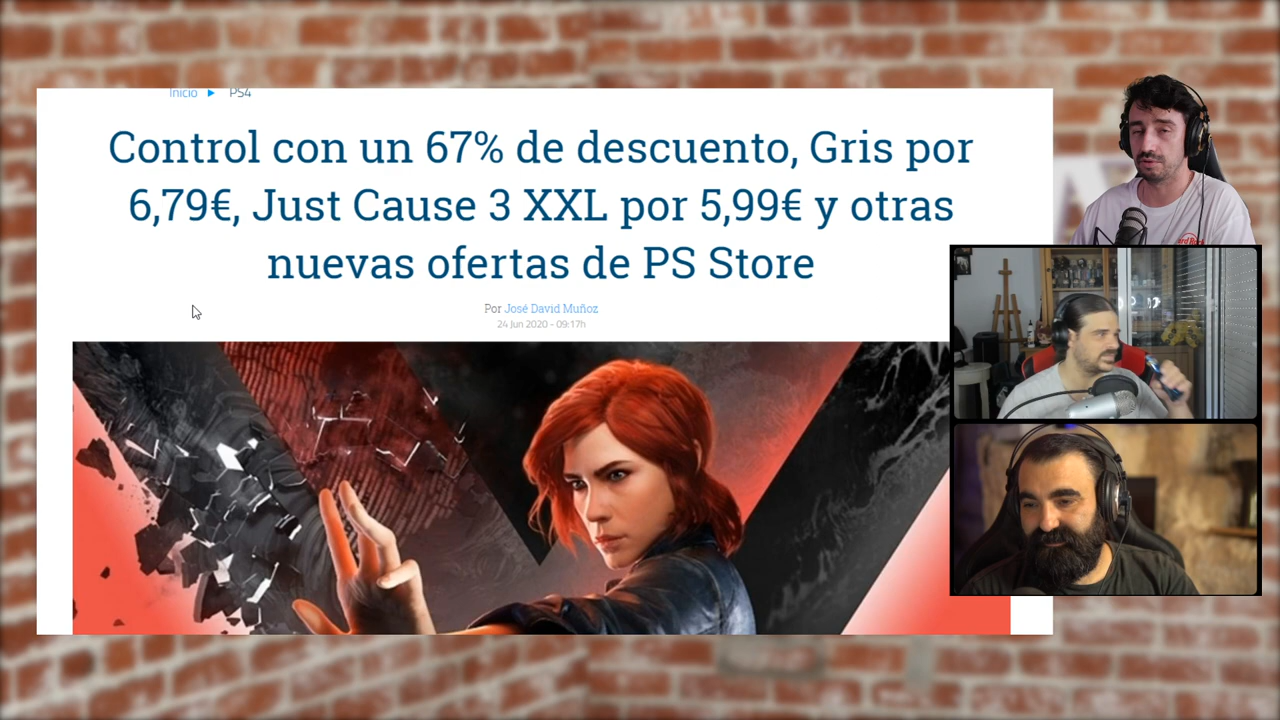 Inicio ▶ PS4
Control con un 67% de descuento, Gris por
6,79€, Just Cause 3 XXL por 5,99€ y otras
nuevas ofertas de PS Store
Por José David Muñoz
24 Jun 2020 - 09:17h